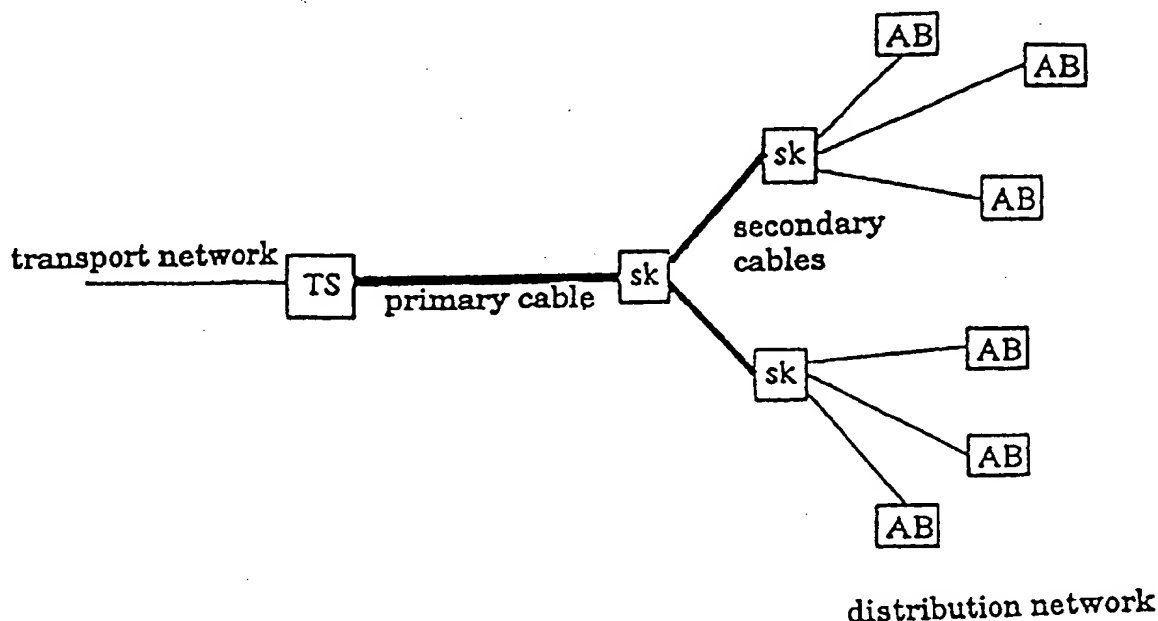 AB
AB
sk
AB
secondary
cables
transport network
TS
sk
primary cable
AB
sk
AB
AB
distribution network